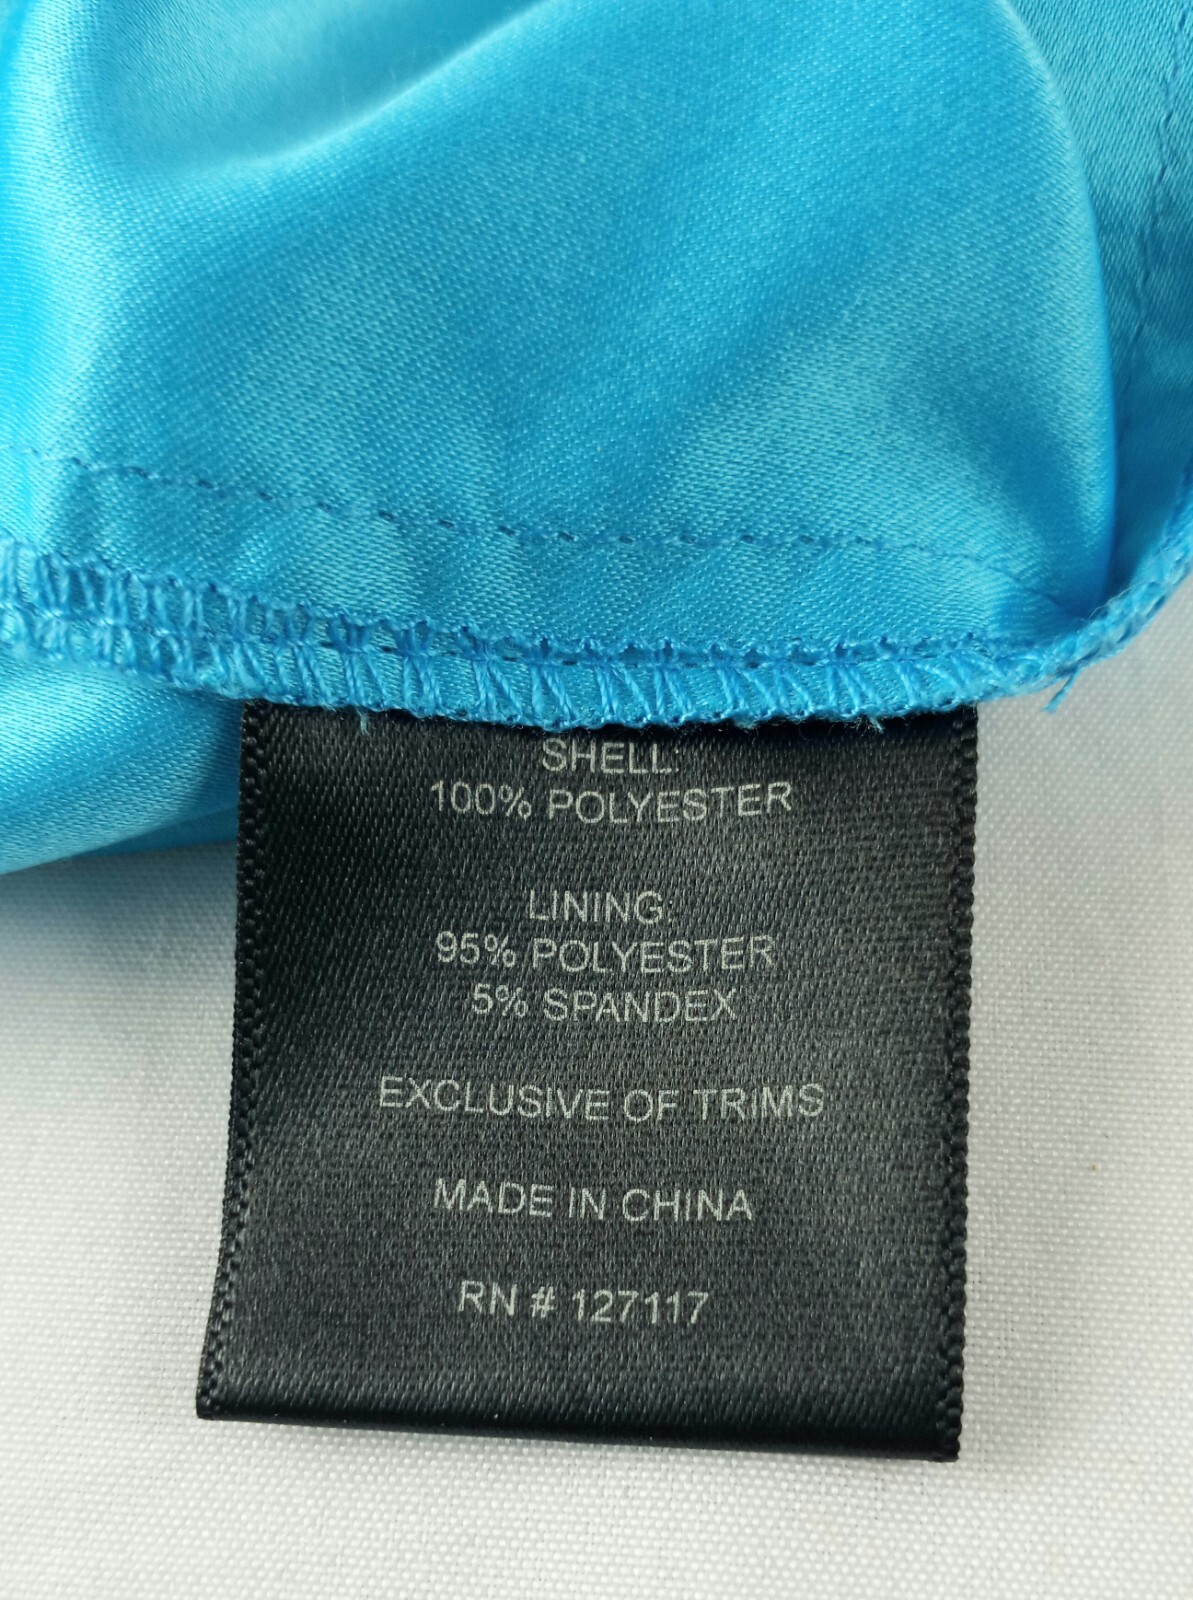 SHELL:
100% POLYESTER
LINING:
95% POLYESTER
5% SPANDEX
EXCLUSIVE OF TRIMS
MADE IN CHINA
RN # 127117